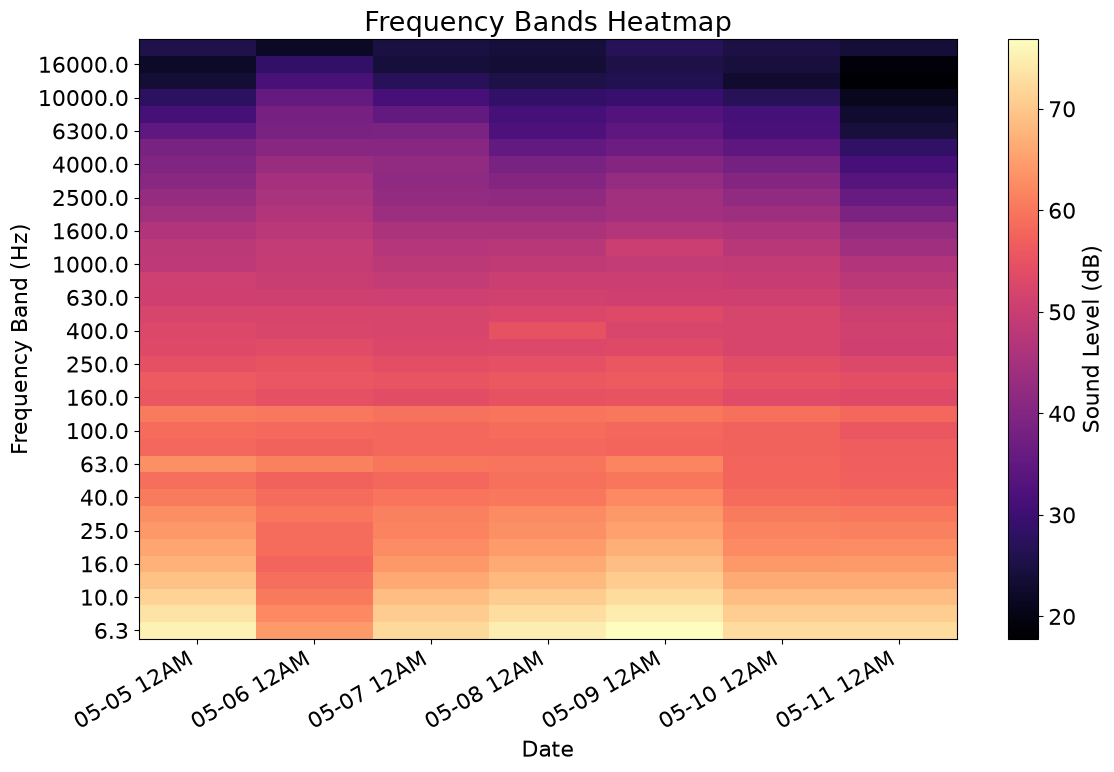 Frequency Bands Heatmap
Frequency Band (Hz)
16000.0
10000.0
6300.0
4000.0
2500.0
1600.0
1000.0
630.0
400.0
250.0
160.0
100.0
63.0
40.0
25.0
16.0
10.0
6.3
05-05 12AM
05-06 12AM
05-07 12AM
05-08 12AM
05-09 12AM
05-10 12AM
05-11 12AM
Date
70
60
50
40
30
20
Sound Level (dB)